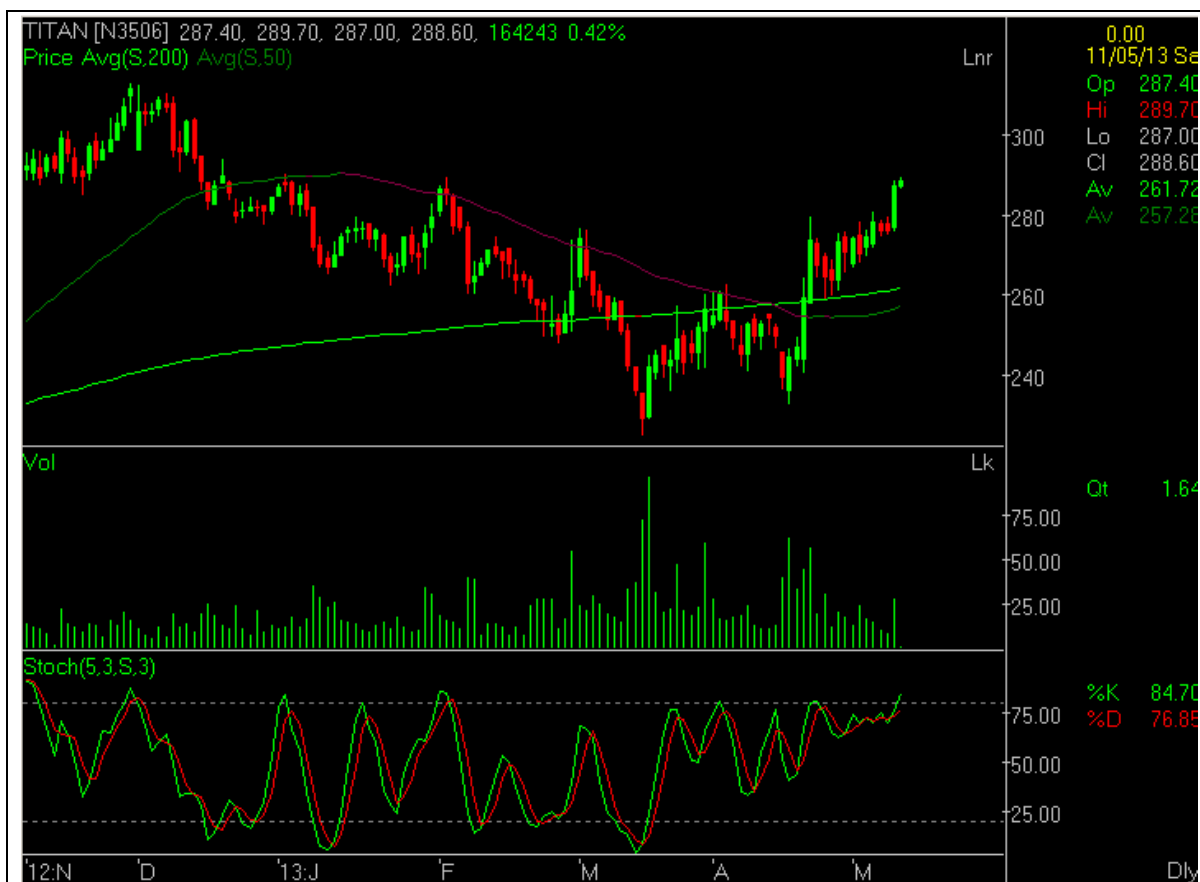 TITAN [N3506] 287.40, 289.70, 287.00, 288.60, 164243 0.42%
Price Avg(S,200) Avg(S,50)
Lnr
0.00
11/05/13 Sa
Op 287.40
Hi 289.70
Lo 287.00
Cl 288.60
Av 261.72
Av 257.28
300
280
260
240
Vol
Lk
Qt 1.64
75.00
50.00
25.00
Stoch(5,3,S,3)
%K 84.70
%D 76.85
75.00
50.00
25.00
'12:N 'D '13:J 'F 'M 'A 'M
Dly